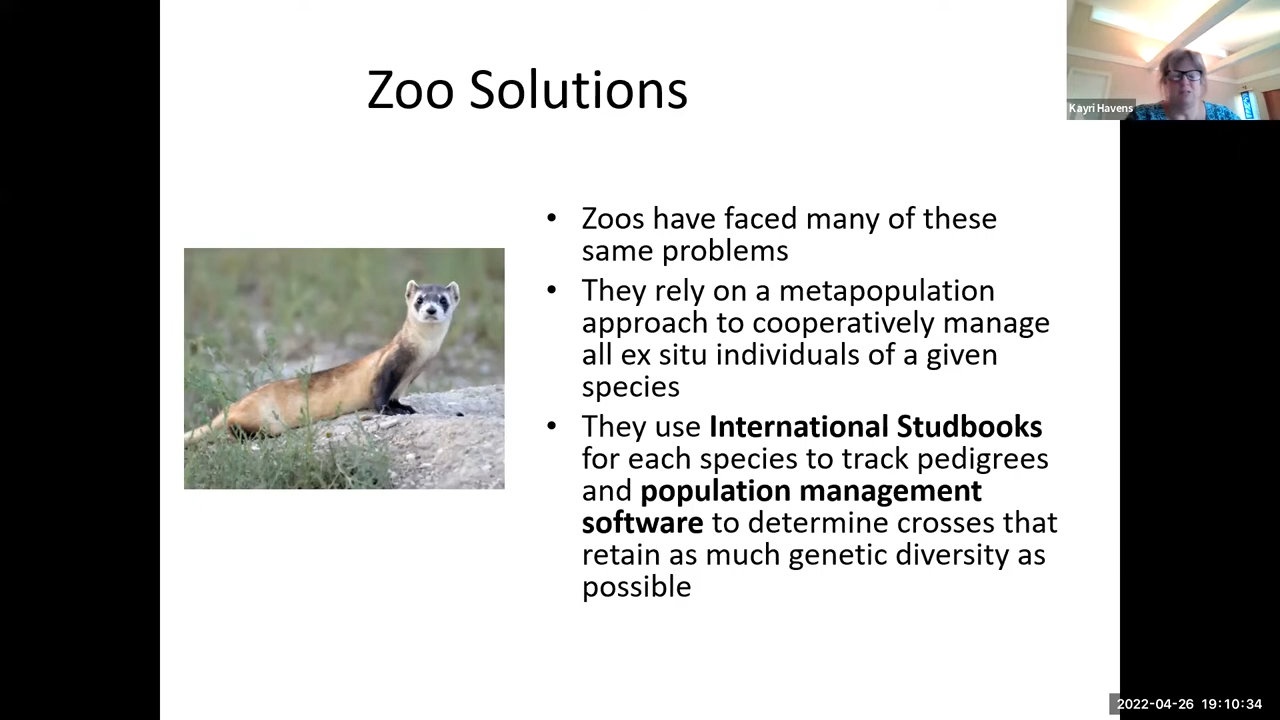 Zoo Solutions
Kayri Havens
• Zoos have faced many of these
same problems
• They rely on a metapopulation
approach to cooperatively manage
all ex situ individuals of a given
species
• They use International Studbooks
for each species to track pedigrees
and population management
software to determine crosses that
retain as much genetic diversity as
possible
2022-04-26 19:10:34